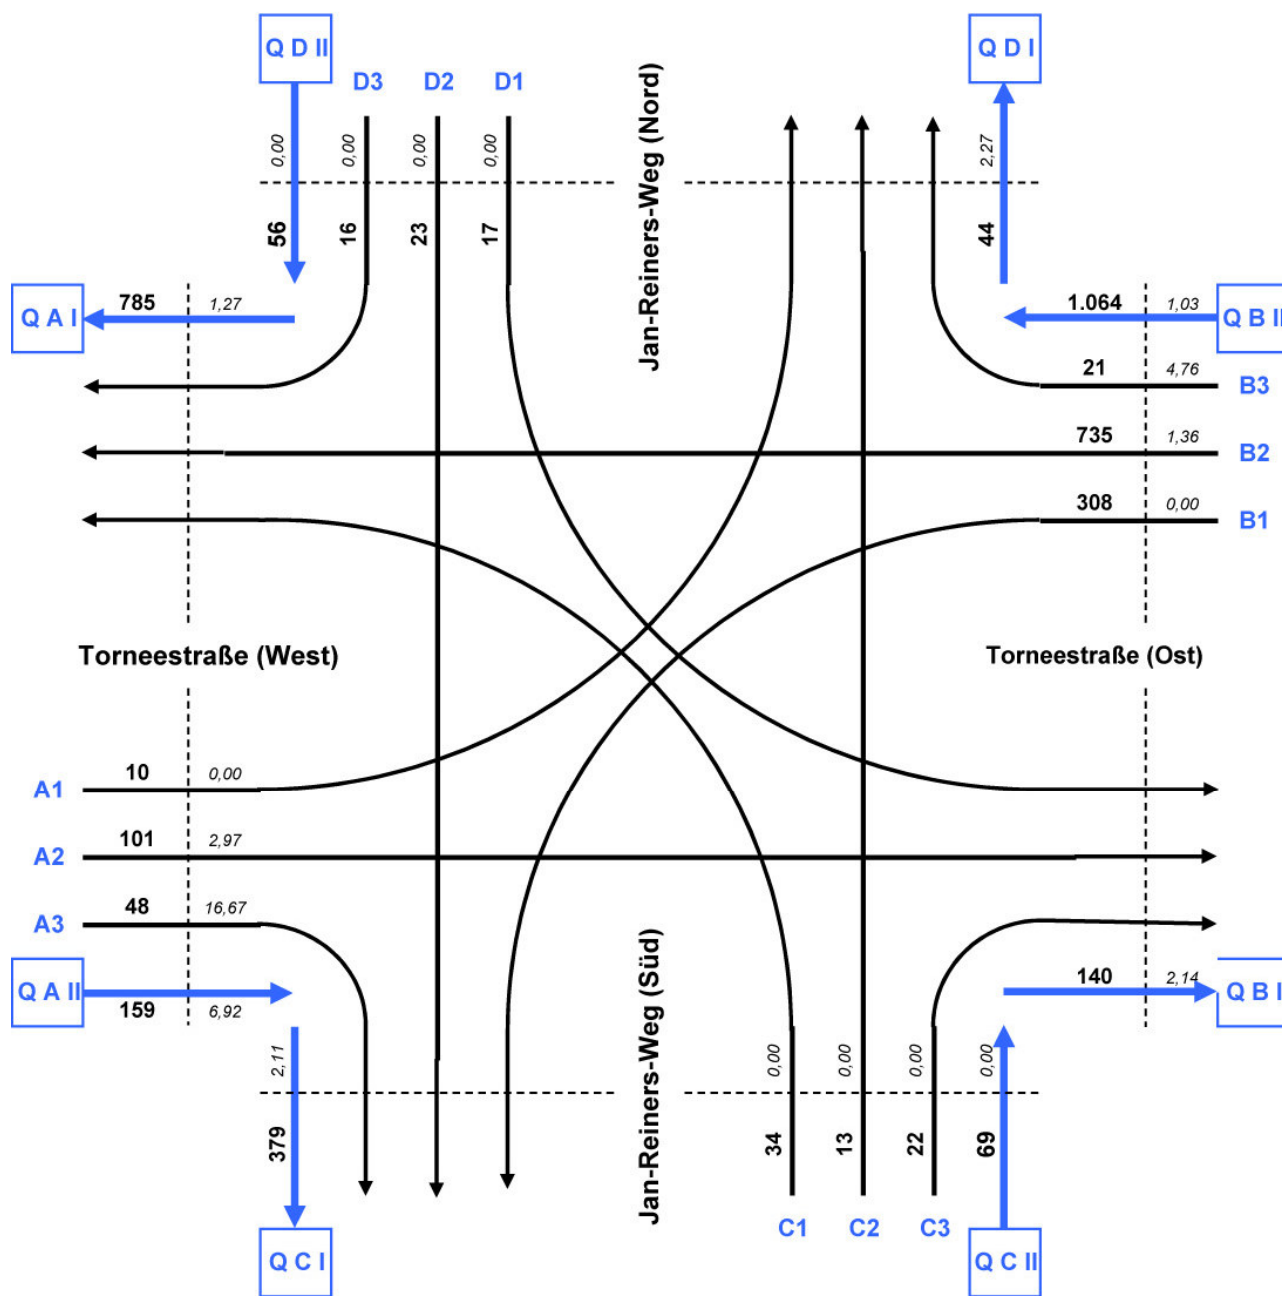 Q D II
Q D I
D3
D2
D1
Jan-Reiners-Weg (Nord)
0,00
0,00
0,00
0,00
2,27
56
16
23
17
44
785
1,27
Q A I
1.064
1,03
Q B II
21
4,76
B3
735
1,36
B2
308
0,00
B1
Torneestraße (West)
Torneestraße (Ost)
A1
10
0,00
A2
101
2,97
A3
48
16,67
Q A II
159
6,92
140
2,14
Q B I
Jan-Reiners-Weg (Süd)
2,11
0,00
0,00
0,00
0,00
379
34
13
22
69
C1
C2
C3
Q C I
Q C II